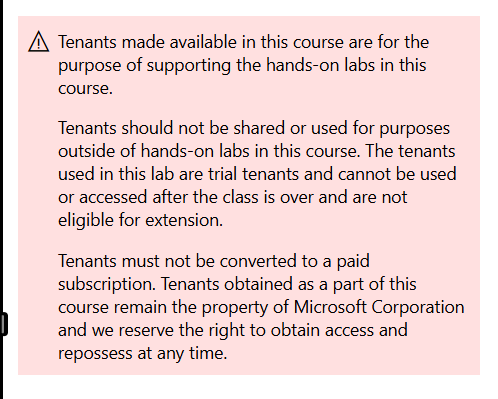 Tenants made available in this course are for the
purpose of supporting the hands-on labs in this
course.
Tenants should not be shared or used for purposes
outside of hands-on labs in this course. The tenants
used in this lab are trial tenants and cannot be used
or accessed after the class is over and are not
eligible for extension.
Tenants must not be converted to a paid
subscription. Tenants obtained as a part of this
course remain the property of Microsoft Corporation
and we reserve the right to obtain access and
repossess at any time.